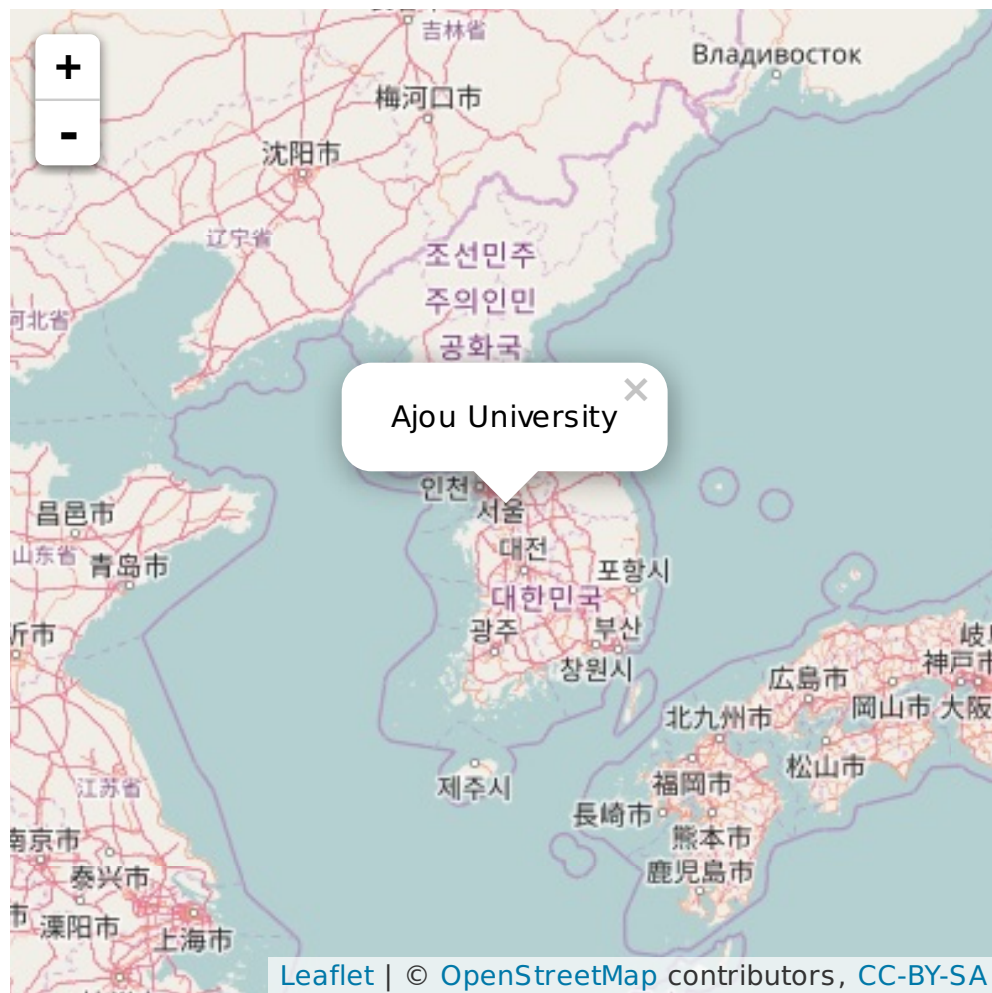 吉林省
Владивосток
+
梅河口市
-
沈阳市
辽宁省
조선민주
주의인민
공화국
河北省
Ajou University
×
인천
서울
昌邑市
대전
山东省
青岛市
포항시
대한민국
광주
부산
岐
神戸市
창원시
広島市
岡山市
大阪
北九州市
松山市
제주시
福岡市
江苏省
長崎市
南京市
熊本市
泰兴市
鹿児島市
市
溧阳市
上海市
Leaflet | © OpenStreetMap contributors, CC-BY-SA